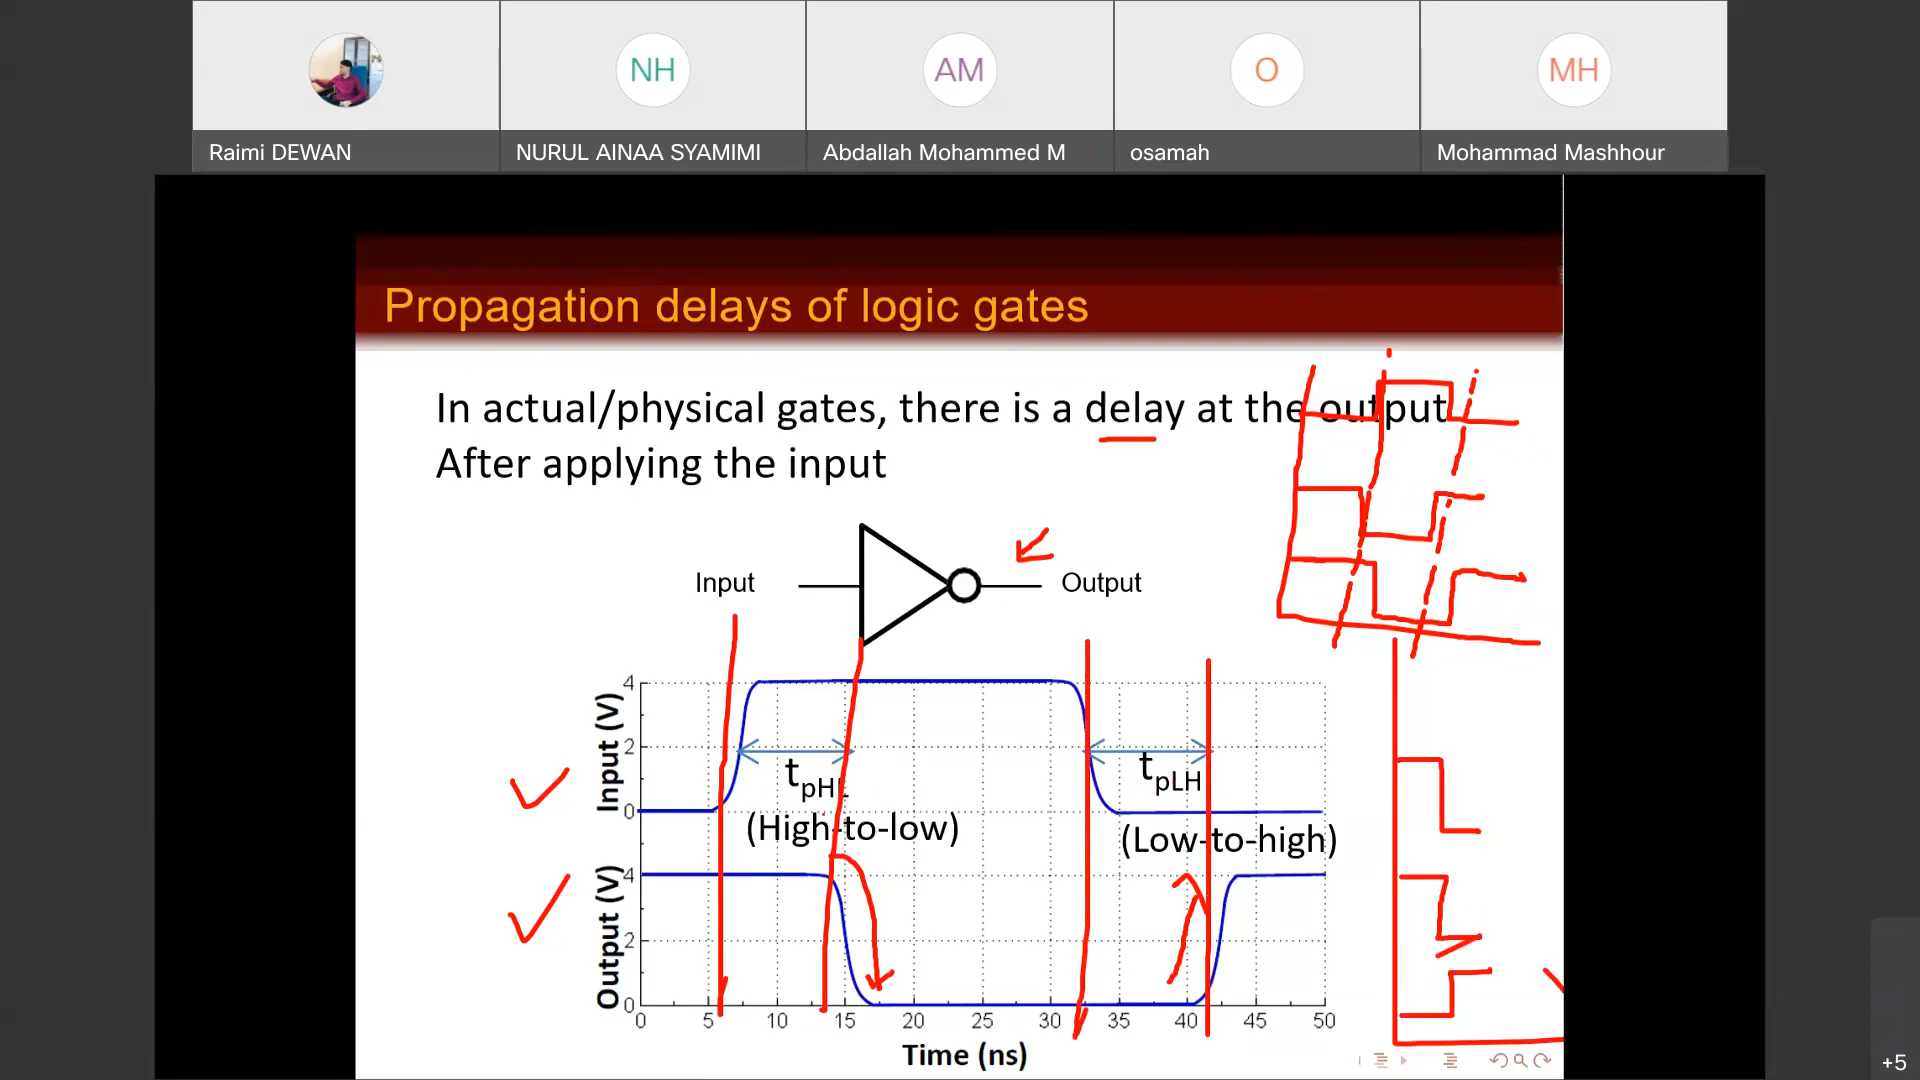 NH
AM
O
MH
Raimi DEWAN
NURUL AINAA SYAMIMI
Abdallah Mohammed M
osamah
Mohammad Mashhour
Propagation delays of logic gates
In actual/physical gates, there is a delay at the output
After applying the input
Input
Output
Input (V)
4
2
0
tpHL
(High-to-low)
tpLH
(Low-to-high)
Output (V)
4
2
0
0 5 10 15 20 25 30 35 40 45 50
Time (ns)
+5